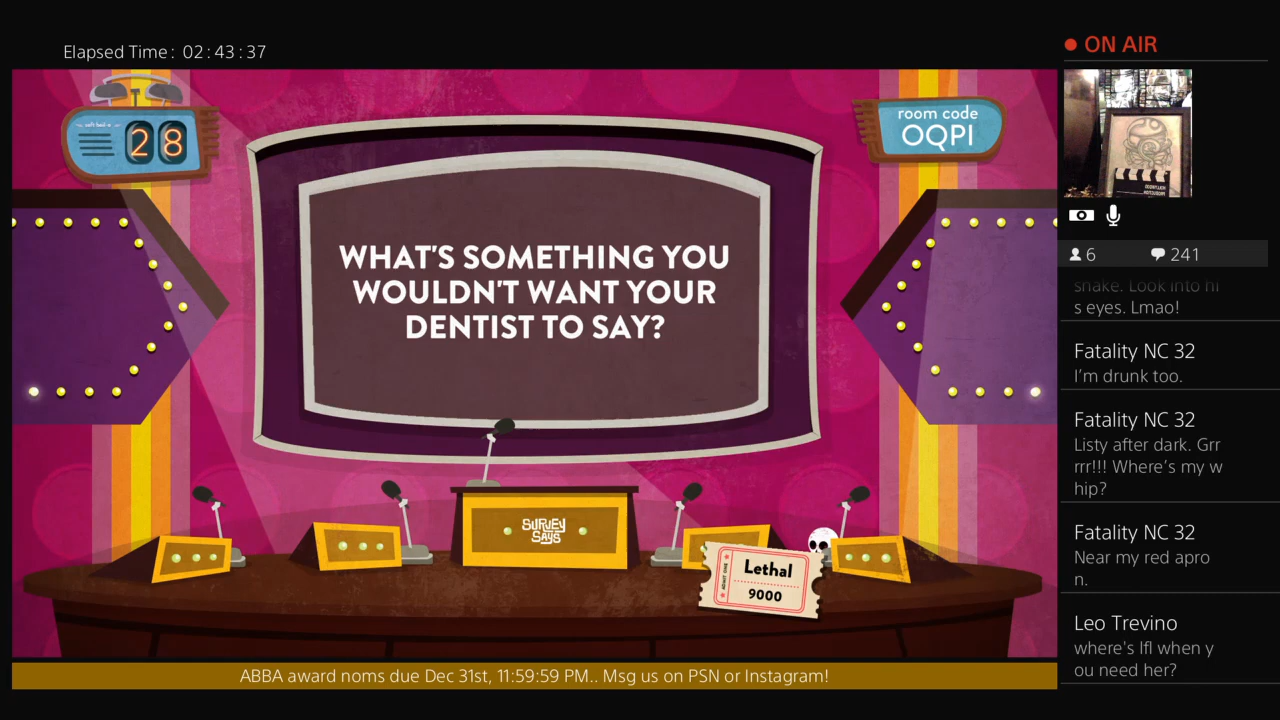 Elapsed Time: 02:43:37
ON AIR
28
room code
OQPI
WHAT'S SOMETHING YOU
WOULDN'T WANT YOUR
DENTIST TO SAY?
SURVEY
SAYS
ADMIT ONE
Lethal
9000
6
241
snake. Look into hi
s eyes. Lmao!
Fatality NC 32
I'm drunk too.
Fatality NC 32
Listy after dark. Grr
rrr!!! Where's my w
hip?
Fatality NC 32
Near my red apro
n.
Leo Trevino
where's lfl when y
ou need her?
ABBA award noms due Dec 31st, 11:59:59 PM.. Msg us on PSN or Instagram!